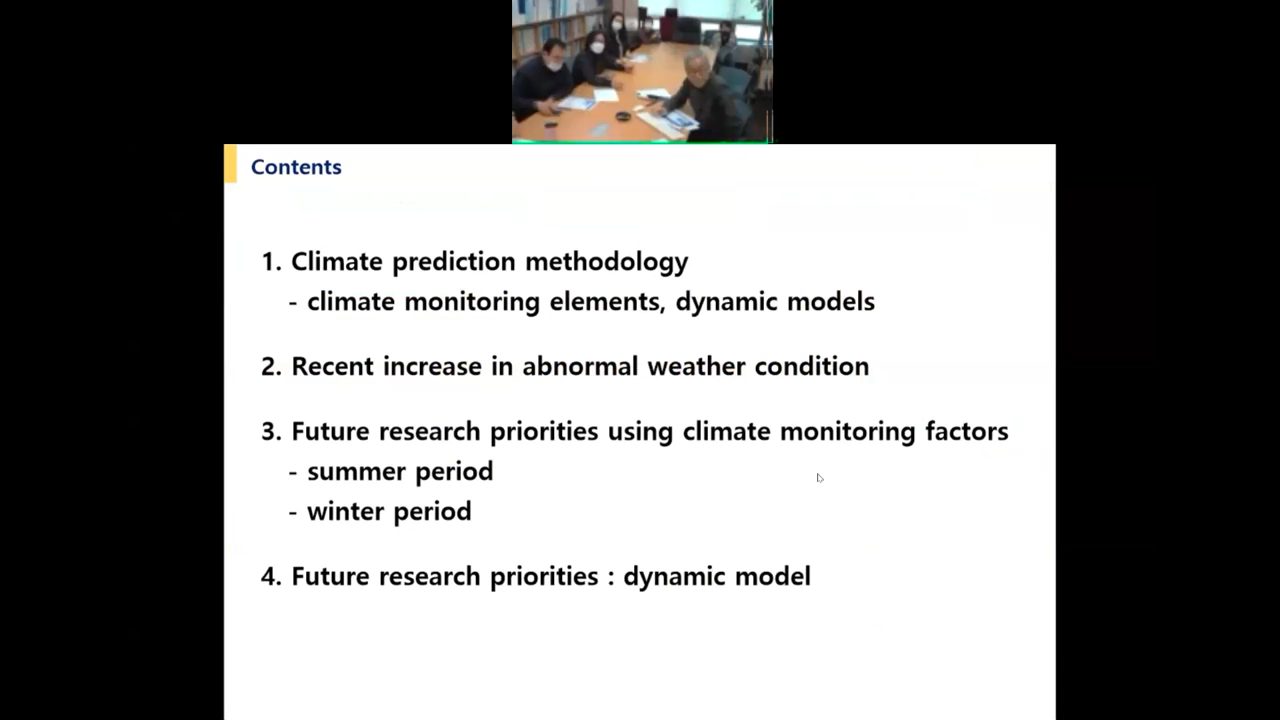 Contents
1. Climate prediction methodology
- climate monitoring elements, dynamic models
2. Recent increase in abnormal weather condition
3. Future research priorities using climate monitoring factors
- summer period
- winter period
4. Future research priorities : dynamic model